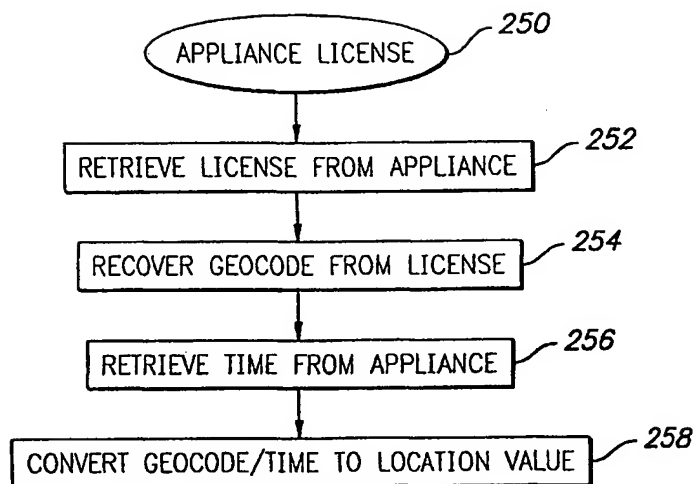 250
APPLIANCE LICENSE
252
RETRIEVE LICENSE FROM APPLIANCE
254
RECOVER GEOCODE FROM LICENSE
256
RETRIEVE TIME FROM APPLIANCE
258
CONVERT GEOCODE/TIME TO LOCATION VALUE